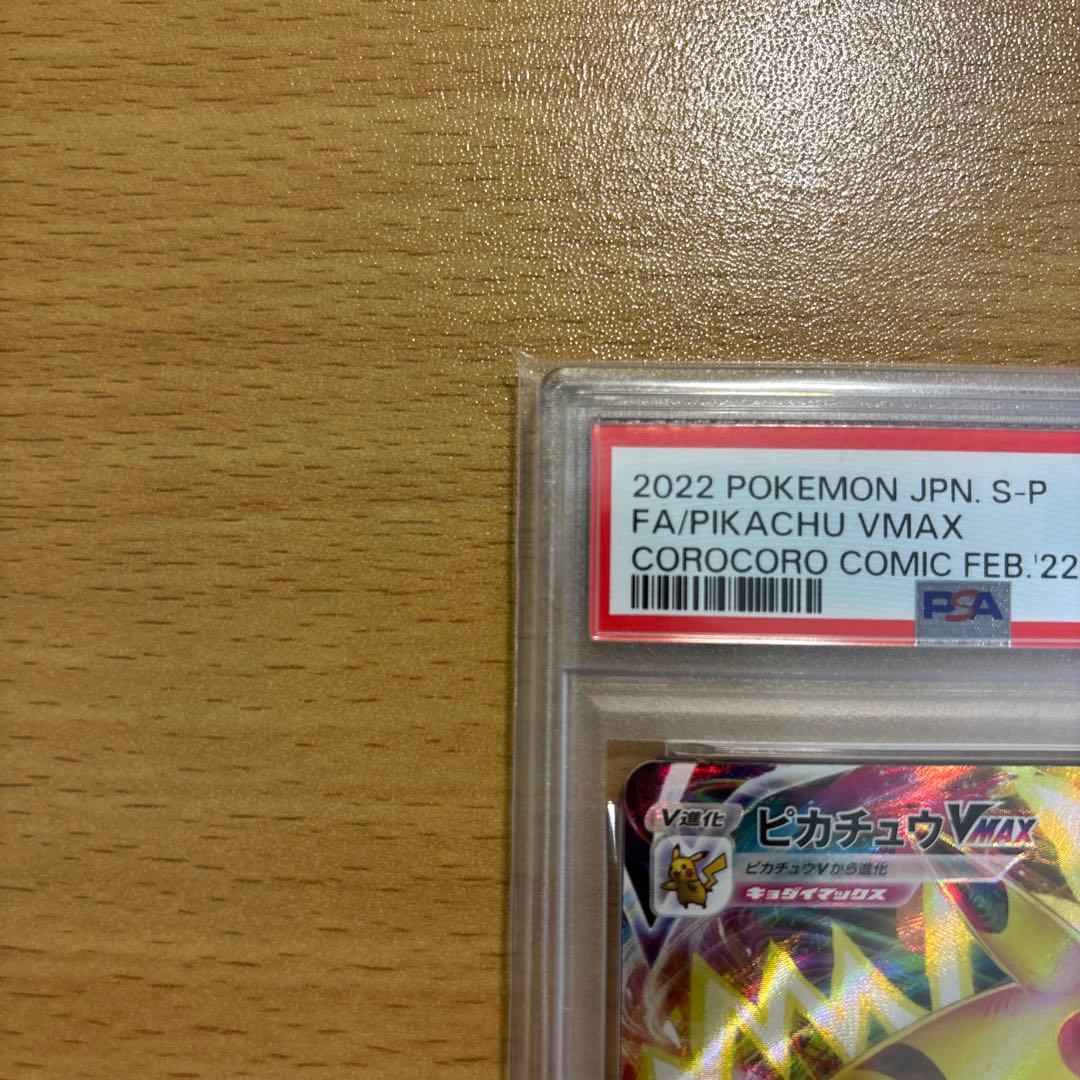 2022 POKEMON JPN. S-P
FA/PIKACHU VMAX
COROCORO COMIC FEB.'22
PSA
V進化
ピカチュウVMAX
ピカチュウVから進化
キョダイマックス